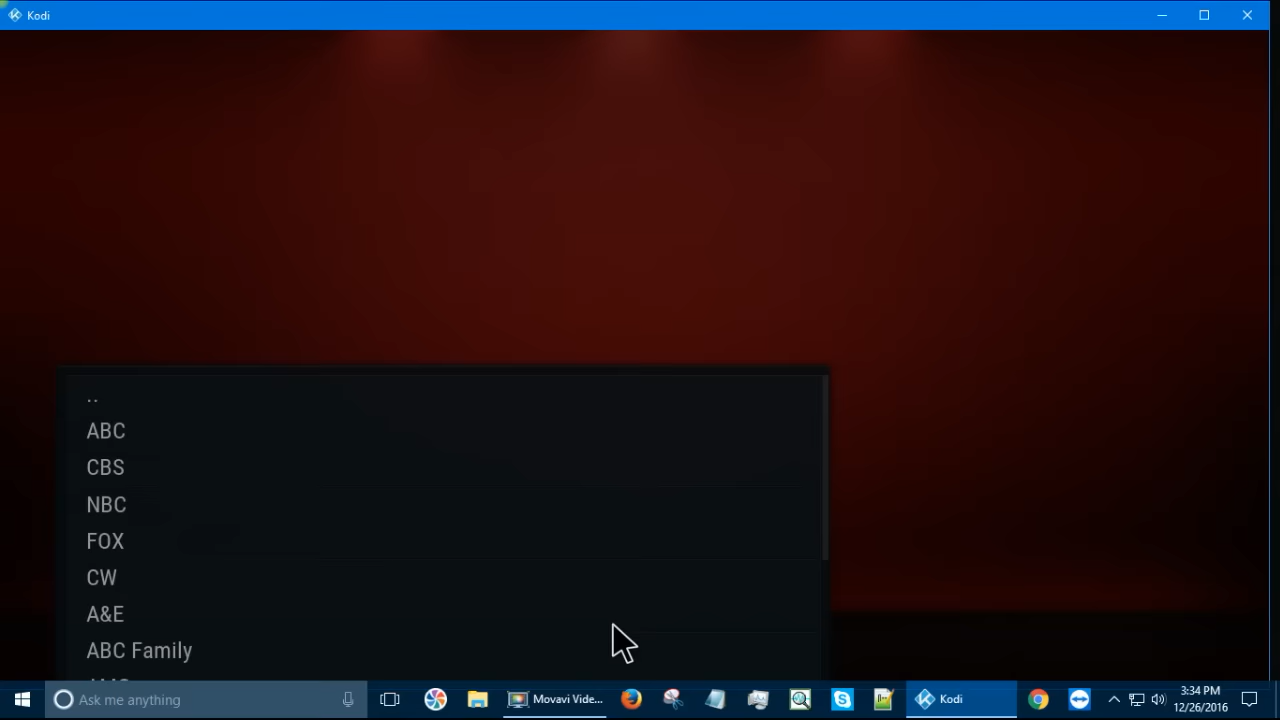 Kodi
..
ABC
CBS
NBC
FOX
CW
A&E
ABC Family
Ask me anything
Movavi Vide...
Kodi
3:34 PM
12/26/2016